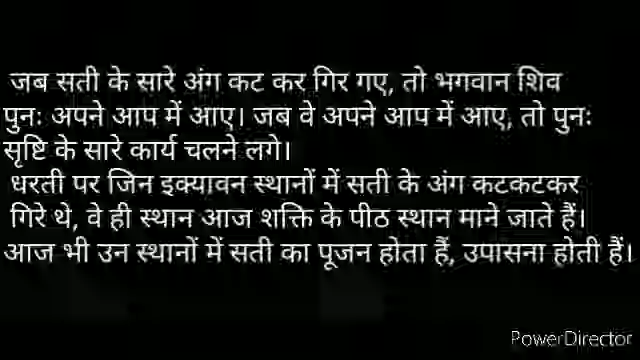 जब सती के सारे अंग कट कर गिर गए, तो भगवान शिव
पुनः अपने आप में आए। जब वे अपने आप में आए, तो पुनः
सृष्टि के सारे कार्य चलने लगे।
धरती पर जिन इक्यावन स्थानों में सती के अंग कटकटकर
गिरे थे, वे ही स्थान आज शक्ति के पीठ स्थान माने जाते हैं।
आज भी उन स्थानों में सती का पूजन होता हैं, उपासना होती हैं।
PowerDirector